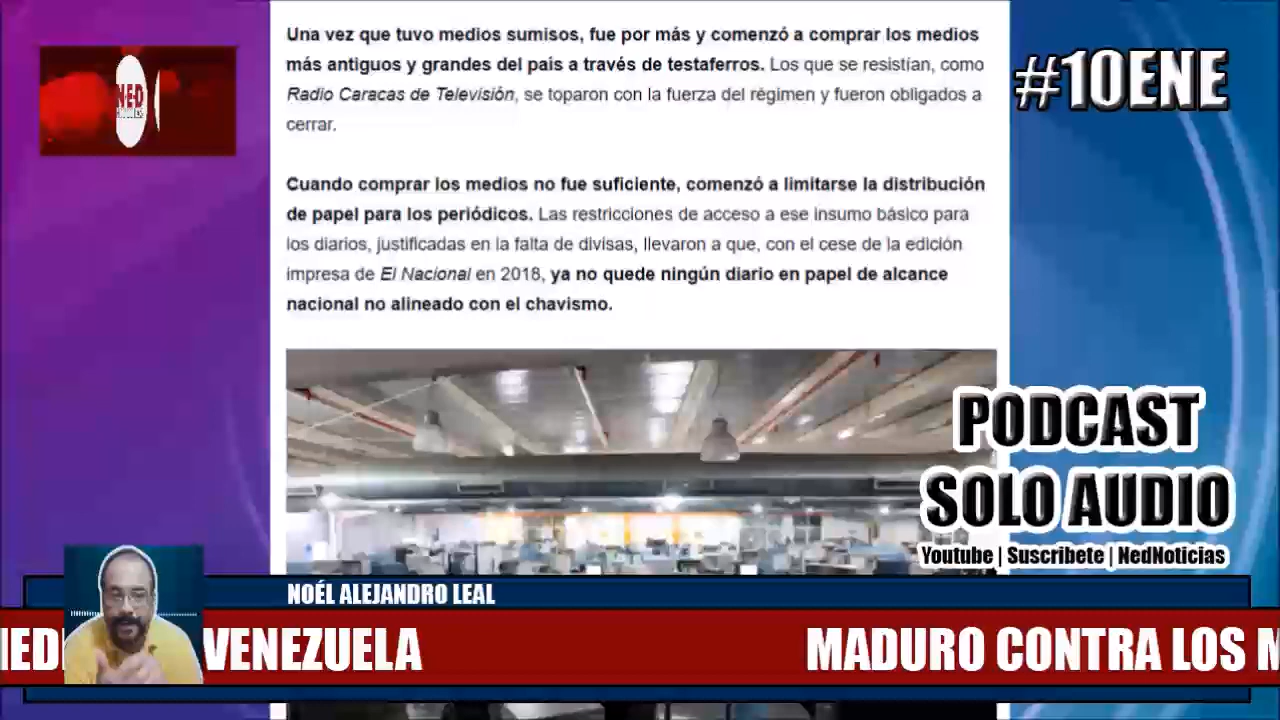 Una vez que tuvo medios sumisos, fue por más y comenzó a comprar los medios
más antiguos y grandes del país a través de testaferros. Los que se resistían, como
Radio Caracas de Televisión, se toparon con la fuerza del régimen y fueron obligados a
cerrar.
Cuando comprar los medios no fue suficiente, comenzó a limitarse la distribución
de papel para los periódicos. Las restricciones de acceso a ese insumo básico para
los diarios, justificadas en la falta de divisas, llevaron a que, con el cese de la edición
impresa de El Nacional en 2018, ya no quede ningún diario en papel de alcance
nacional no alineado con el chavismo.
NED
#10ENE
PODCAST
SOLO AUDIO
Youtube | Suscribete | NedNoticias
NOÉL ALEJANDRO LEAL
VENEZUELA
MADURO CONTRA LOS